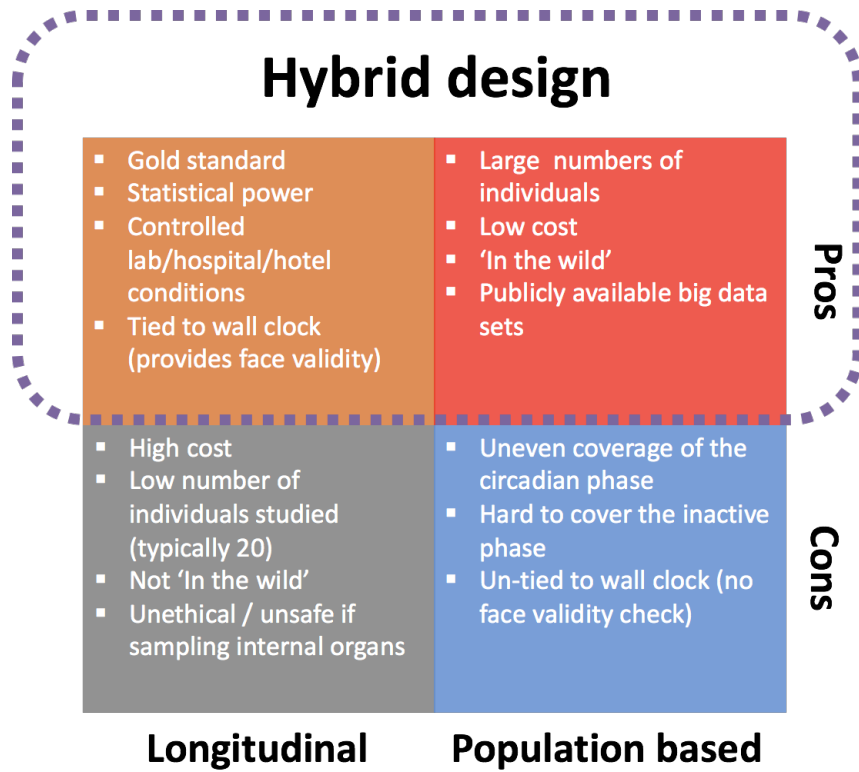 Hybrid design
▪ Gold standard
▪ Statistical power
▪ Controlled
lab/hospital/hotel
conditions
▪ Tied to wall clock
(provides face validity)
▪ Large numbers of
individuals
▪ Low cost
▪ ‘In the wild’
▪ Publicly available big data
sets
Pros
▪ High cost
▪ Low number of
individuals studied
(typically 20)
▪ Not ‘In the wild’
▪ Unethical / unsafe if
sampling internal organs
▪ Uneven coverage of the
circadian phase
▪ Hard to cover the inactive
phase
▪ Un-tied to wall clock (no
face validity check)
Cons
Longitudinal
Population based